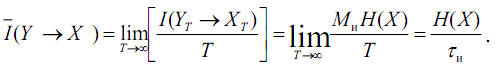 Ī(Y → X) = lim_{T→∞} [ I(Y_T → X_T) / T ] = lim_{T→∞} M_и H(X) / T = H(X) / τ_и .